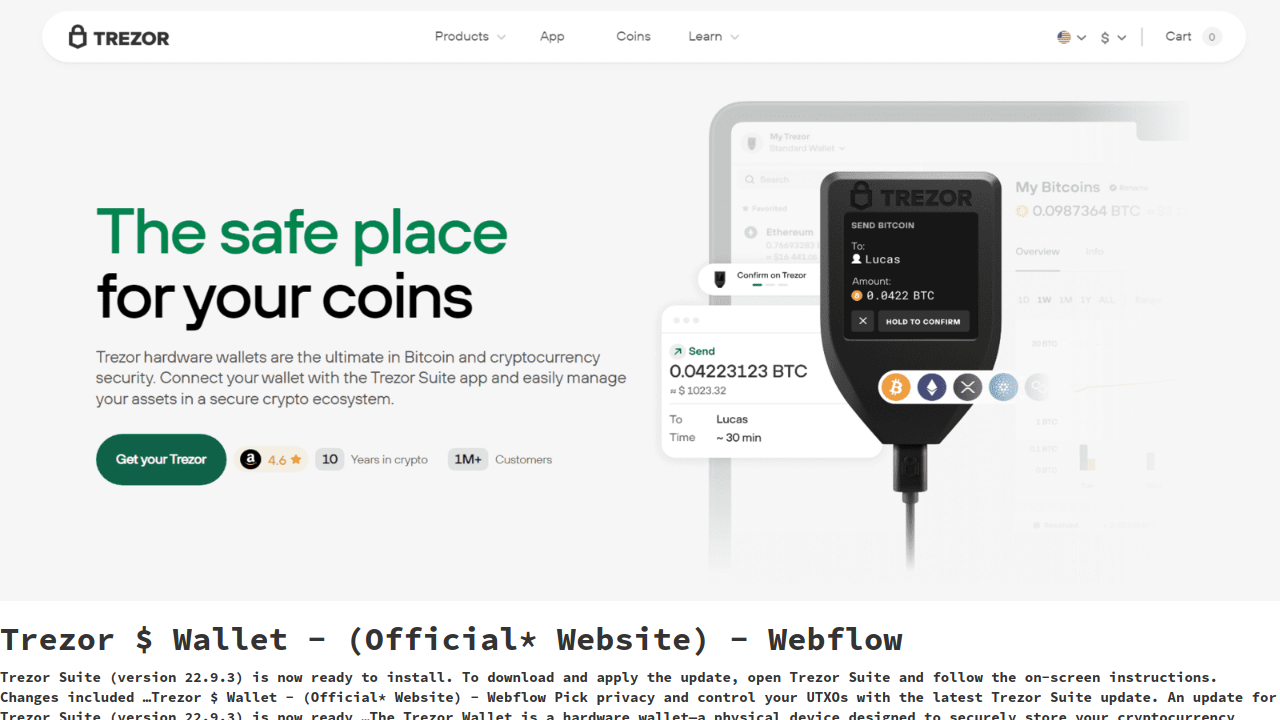 TREZOR
Products
App
Coins
Learn
$
Cart
0
My Trezor
Standard Wallet
Search
Favorited
Ethereum
My Bitcoins
0.0987364 BTC
Overview
Info
1D 1W 1M 1Y ALL
TREZOR
SEND BITCOIN
To:
Lucas
Amount:
0.0422 BTC
HOLD TO CONFIRM
Confirm on Trezor
Send
0.04223123 BTC
≈ $ 1023.32
To Lucas
Time ~ 30 min
The safe place
for your coins
Trezor hardware wallets are the ultimate in Bitcoin and cryptocurrency
security. Connect your wallet with the Trezor Suite app and easily manage
your assets in a secure crypto ecosystem.
Get your Trezor
a 4.6
10 Years in crypto
1M+ Customers
Trezor $ Wallet - (Official* Website) - Webflow
Trezor Suite (version 22.9.3) is now ready to install. To download and apply the update, open Trezor Suite and follow the on-screen instructions.
Changes included …Trezor $ Wallet - (Official* Website) - Webflow Pick privacy and control your UTXOs with the latest Trezor Suite update. An update for
Trezor Suite (version 22.9.3) is now ready …The Trezor Wallet is a hardware wallet—a physical device designed to securely store your cryptocurrency